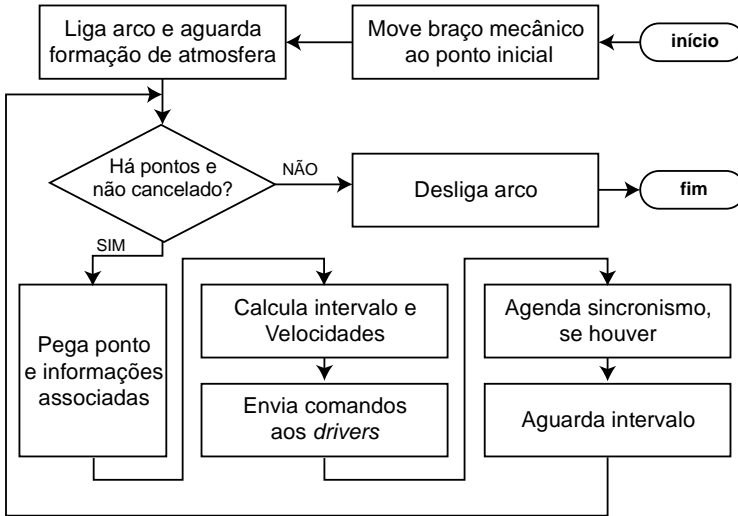 início
Move braço mecânico
ao ponto inicial
Liga arco e aguarda
formação de atmosfera
Há pontos e
não cancelado?
NÃO
Desliga arco
fim
SIM
Pega ponto
e informações
associadas
Calcula intervalo e
Velocidades
Envia comandos
aos drivers
Agenda sincronismo,
se houver
Aguarda intervalo